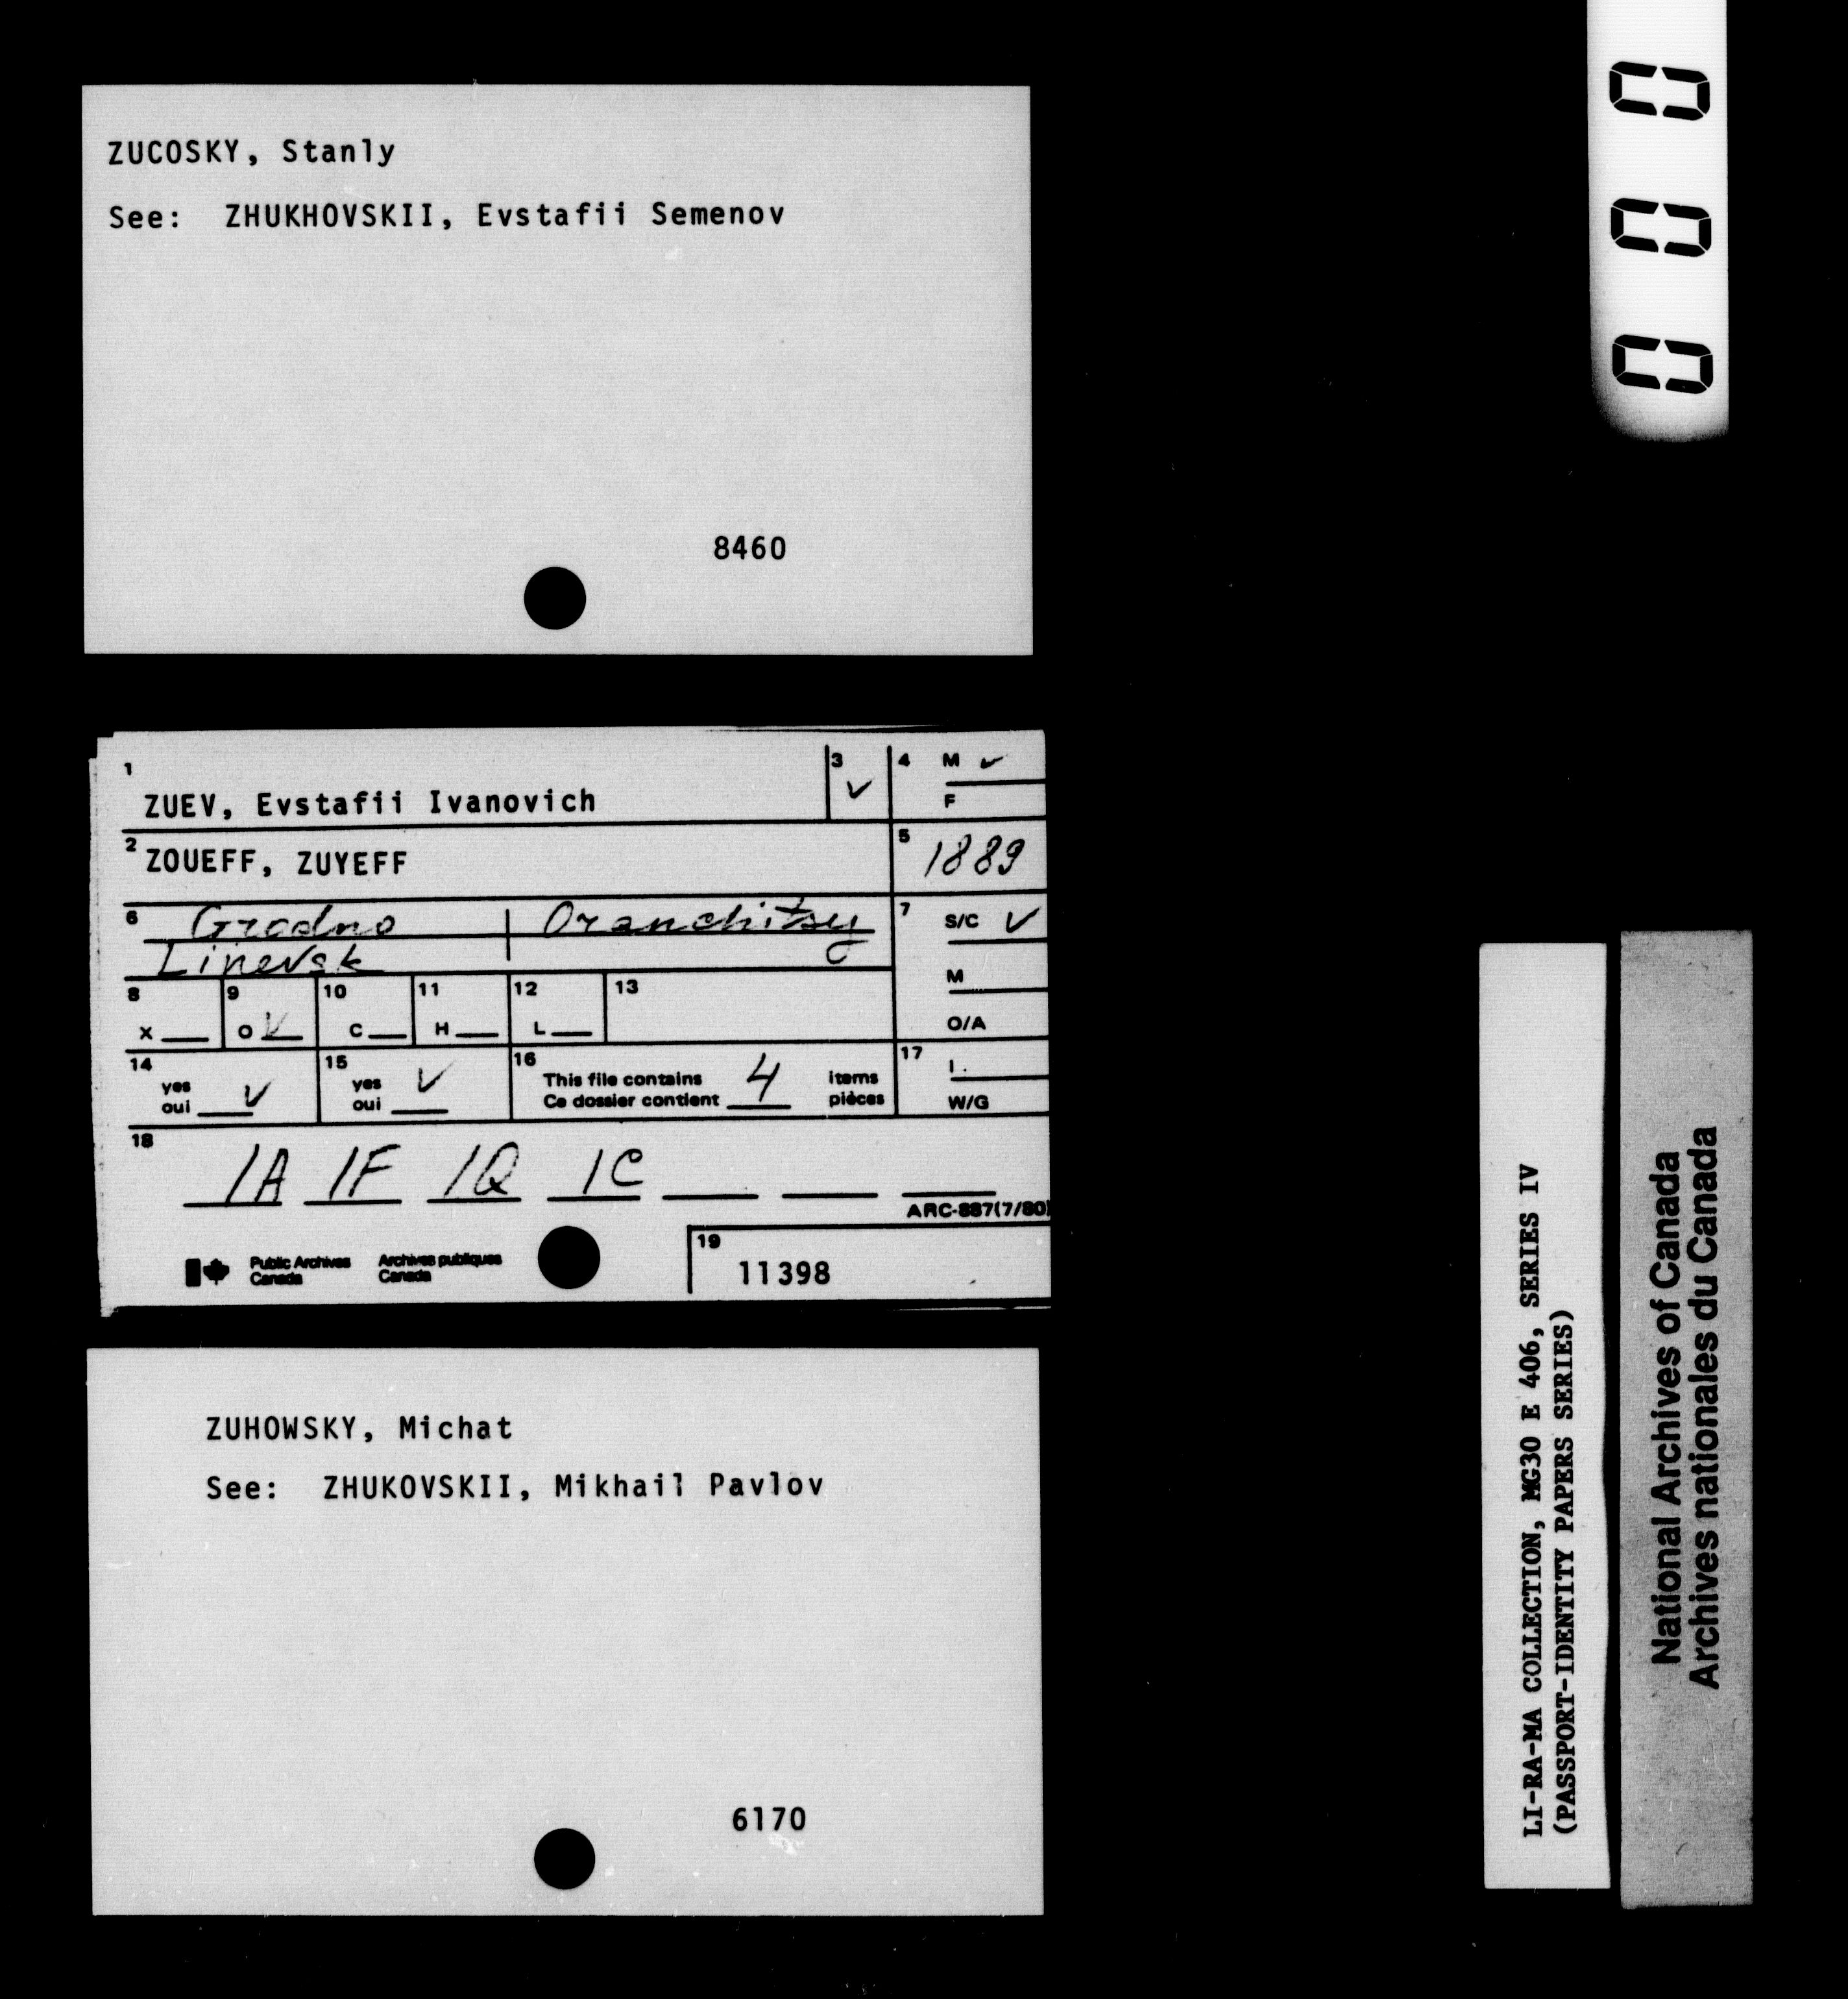 ZUCOSKY, Stanly
See: ZHUKHOVSKII, Evstafii Semenov
8460
1
ZUEV, Evstafii Ivanovich
3 ✓
4 M ✓
F
2 ZOUEFF, ZUYEFF
5 1889
6 Grodno | Oranchitsy
Linevsk
7 S/C ✓
M
O/A
8 X
9 O ✓
10 C
11 H
12 L
13
14 yes oui ✓
15 yes oui ✓
16 This file contains 4 items
Ce dossier contient pièces
17 I.
W/G
18 1A 1F 1Q 1C
ARC-887(7/80)
Public Archives Canada
Archives publiques Canada
19 11398
ZUHOWSKY, Michat
See: ZHUKOVSKII, Mikhail Pavlov
6170
000
LI-RA-MA COLLECTION, MG30 E 406, SERIES IV
(PASSPORT-IDENTITY PAPERS SERIES)
National Archives of Canada
Archives nationales du Canada